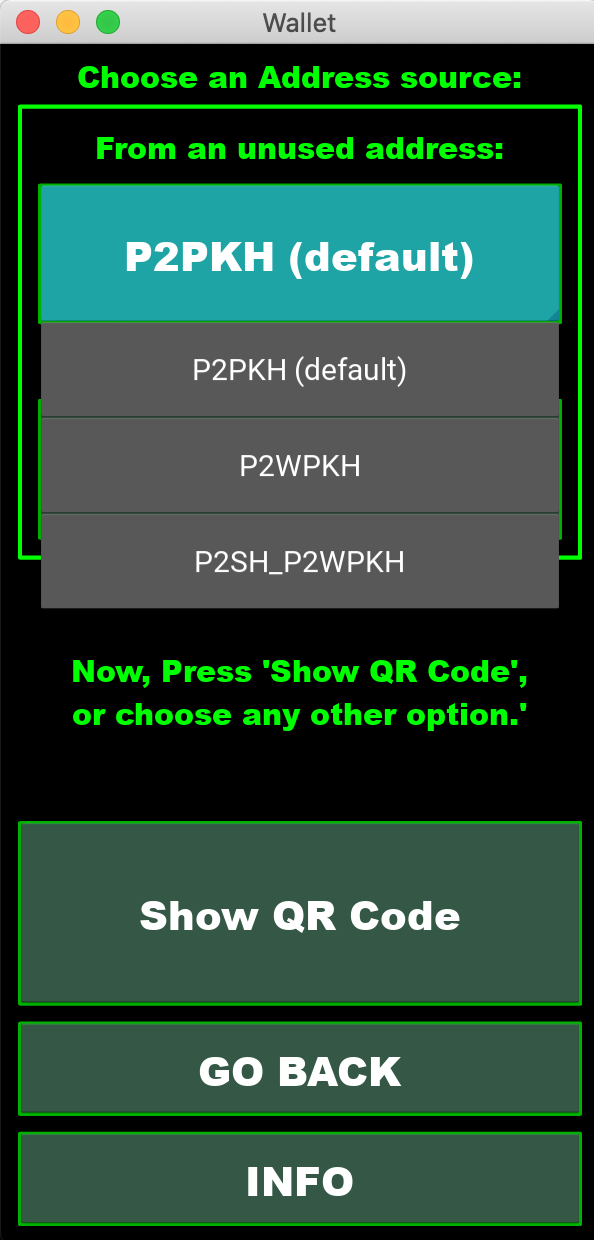 Wallet
Choose an Address source:
From an unused address:
P2PKH (default)
P2PKH (default)
P2WPKH
P2SH_P2WPKH
Now, Press 'Show QR Code',
or choose any other option.'
Show QR Code
GO BACK
INFO